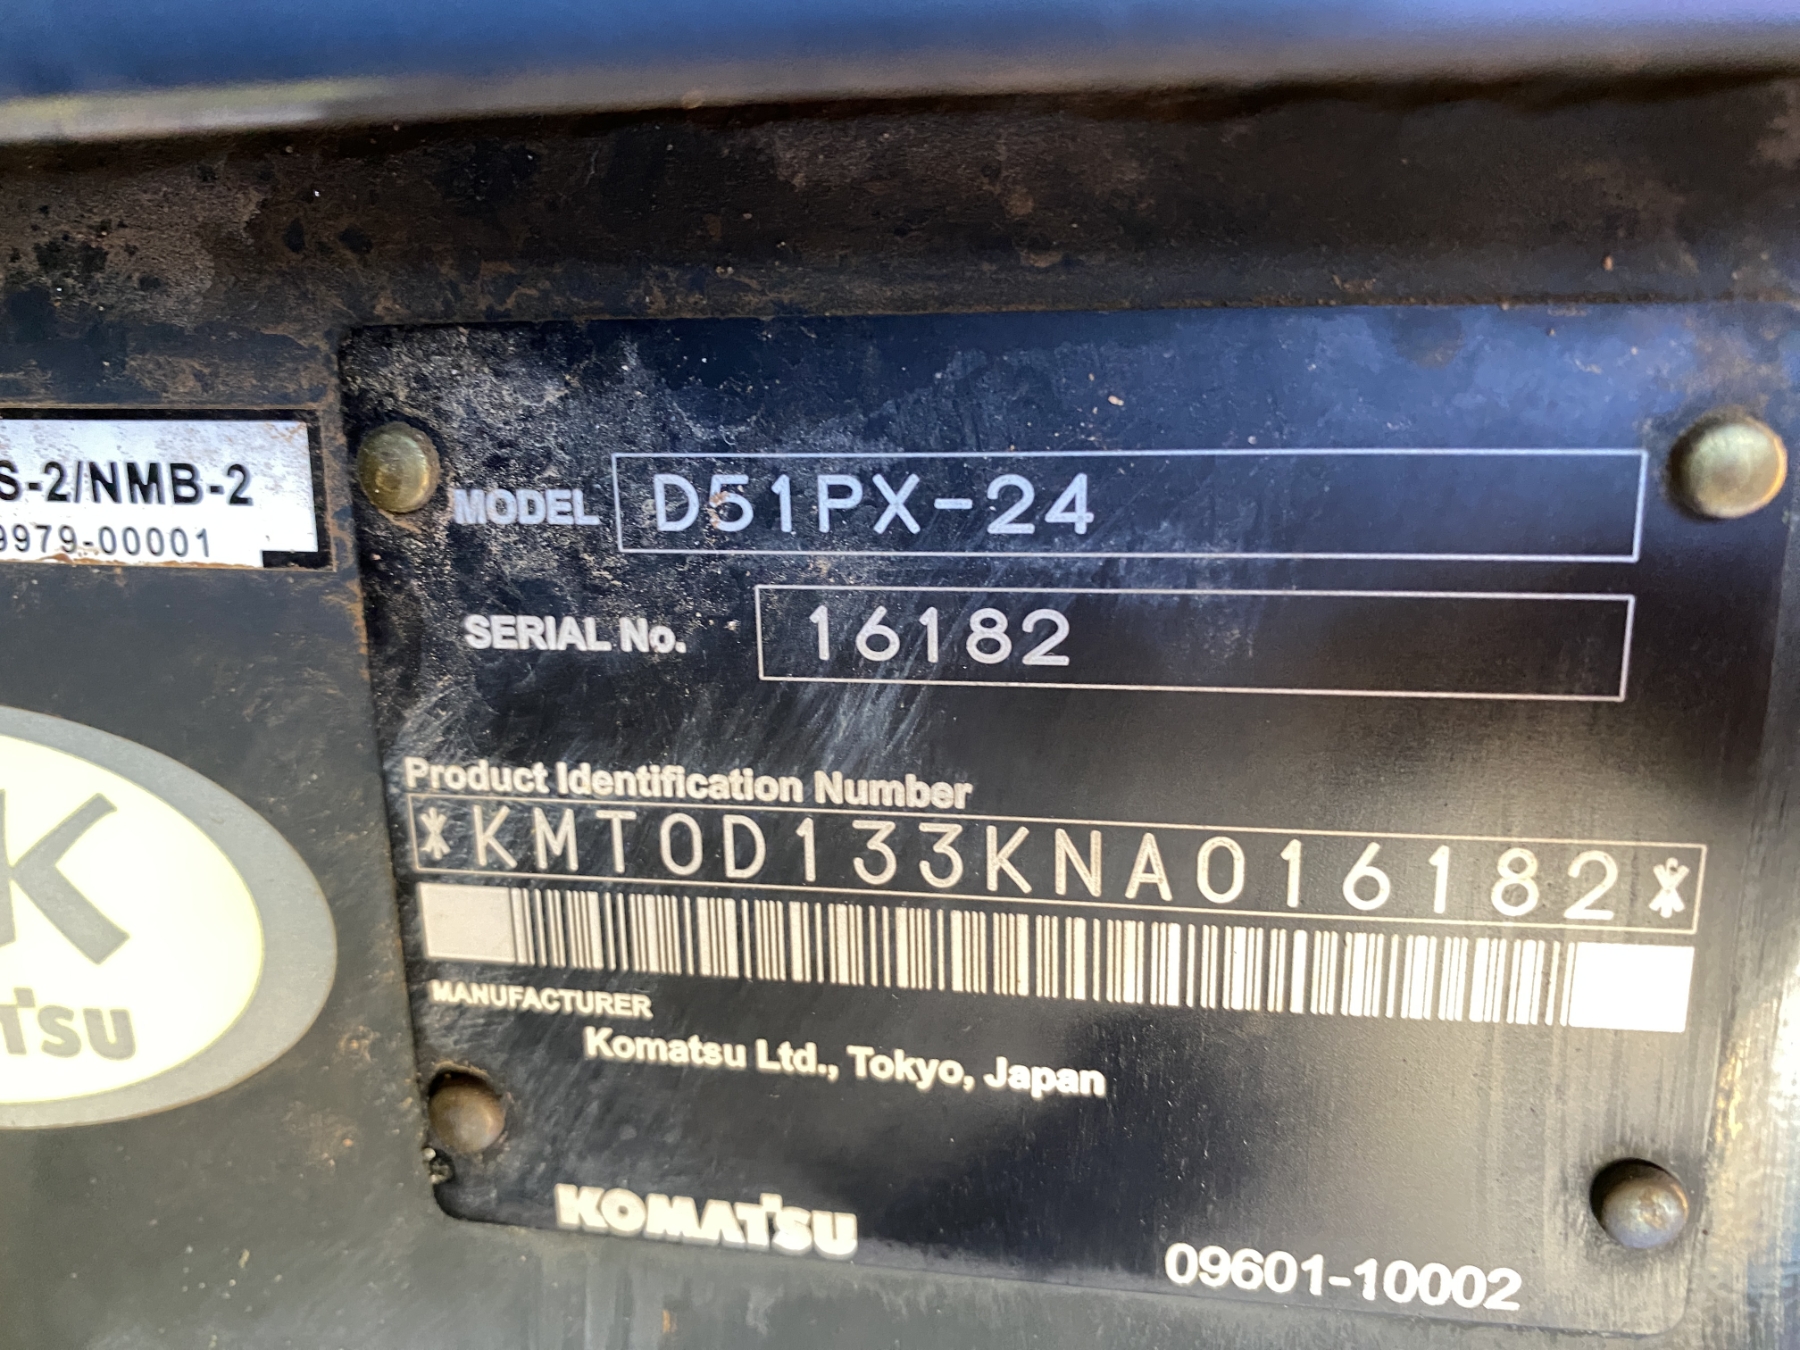 S-2/NMB-2
9979-00001
K
TSU
MODEL D51PX-24
SERIAL No. 16182
Product Identification Number
*KMT0D133KNA016182*
MANUFACTURER
Komatsu Ltd., Tokyo, Japan
KOMATSU
09601-10002